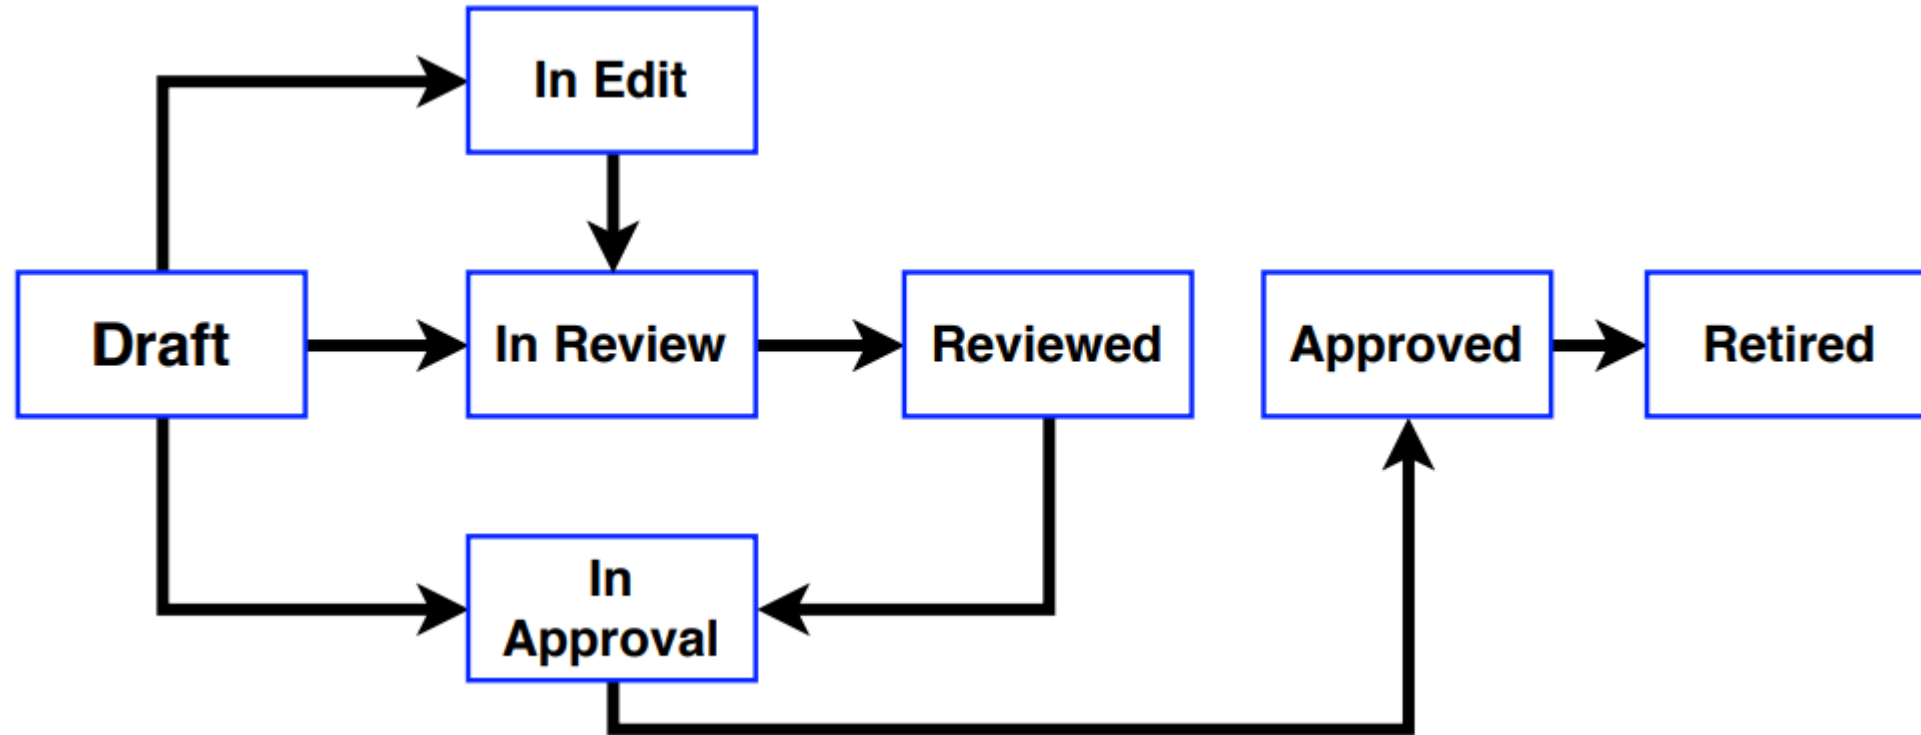 In Edit
Draft
In Review
Reviewed
Approved
Retired
In
Approval